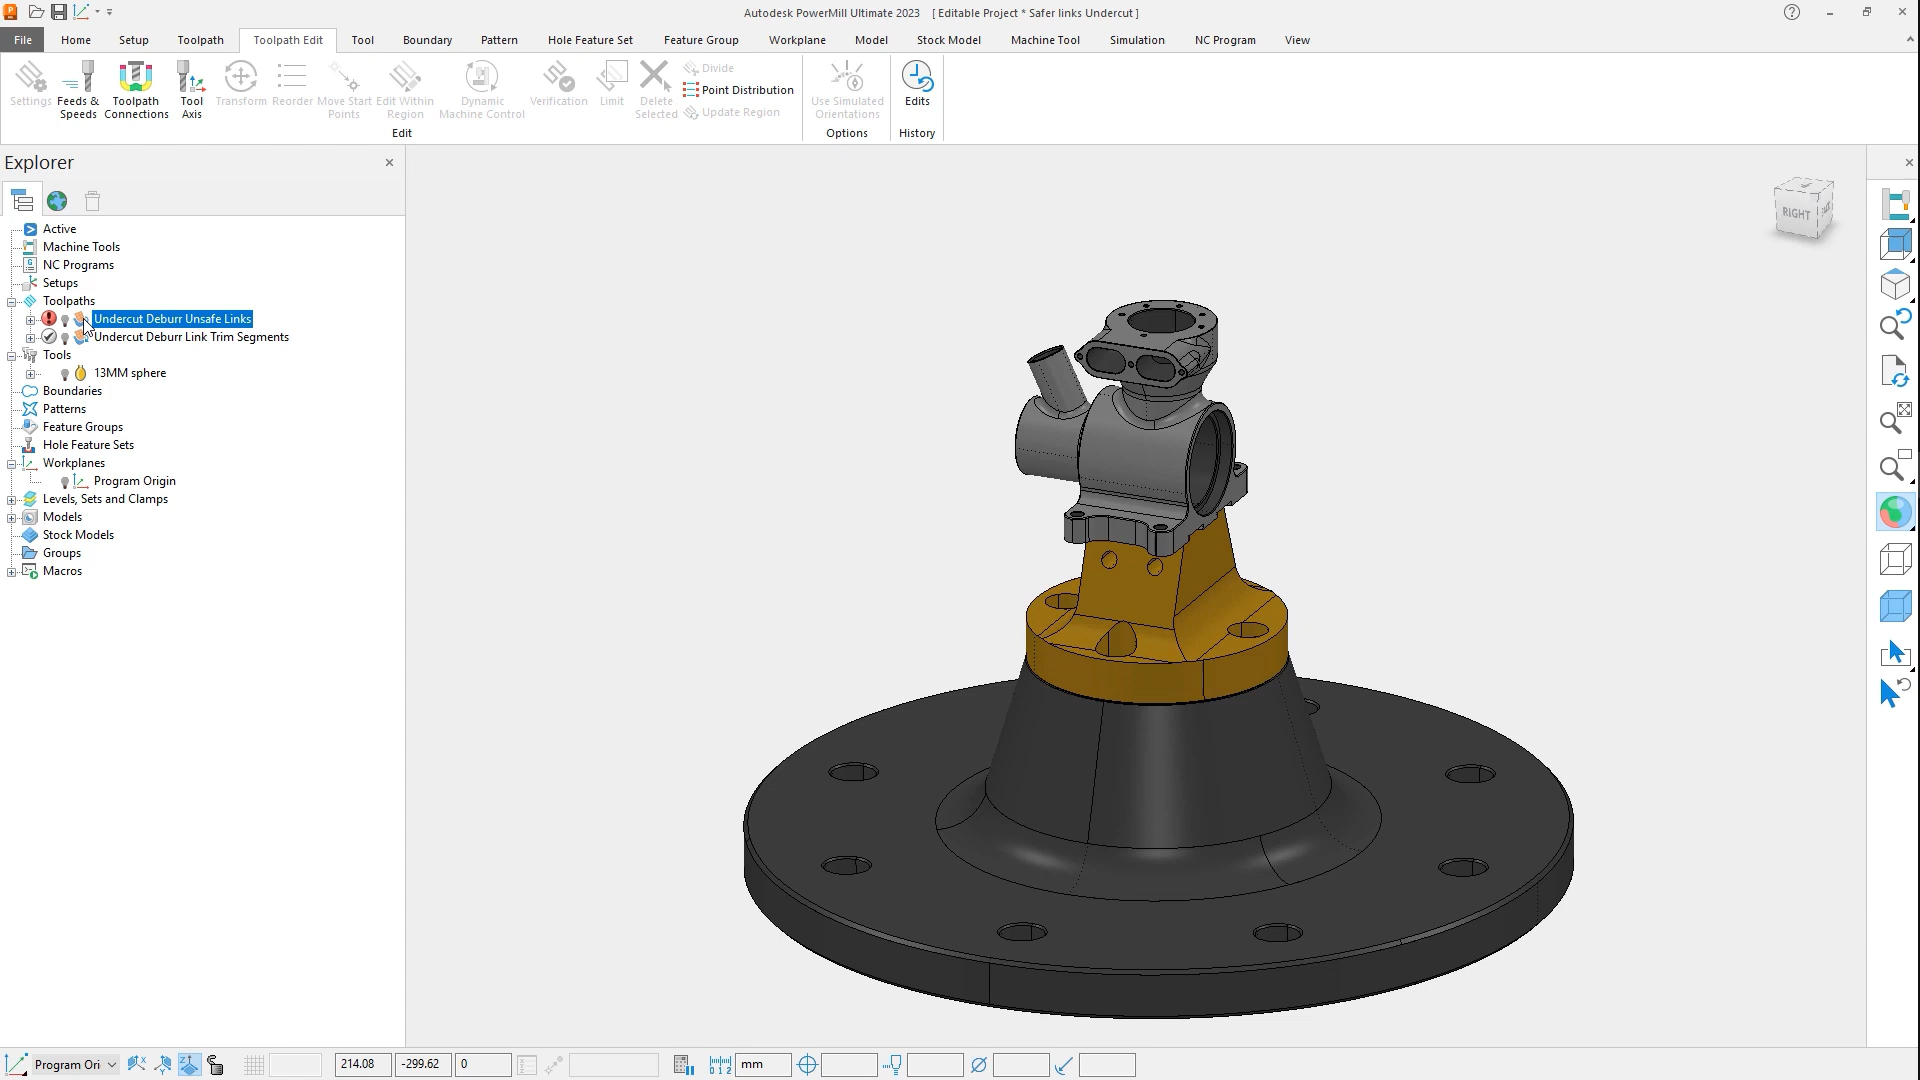 Autodesk PowerMill Ultimate 2023 [ Editable Project * Safer links Undercut ]
File Home Setup Toolpath Toolpath Edit Tool Boundary Pattern Hole Feature Set Feature Group Workplane Model Stock Model Machine Tool Simulation NC Program View
Settings
Feeds & Speeds
Toolpath Connections
Tool Axis
Transform
Reorder
Move Start Points
Edit Within Region
Dynamic Machine Control
Verification
Limit
Delete Selected
Divide
Point Distribution
Update Region
Use Simulated Orientations
Edits
Edit
Options
History
Explorer
Active
Machine Tools
NC Programs
Setups
Toolpaths
Undercut Deburr Unsafe Links
Undercut Deburr Link Trim Segments
Tools
13MM sphere
Boundaries
Patterns
Feature Groups
Hole Feature Sets
Workplanes
Program Origin
Levels, Sets and Clamps
Models
Stock Models
Groups
Macros
RIGHT
Program Ori 214.08 -299.62 0 mm